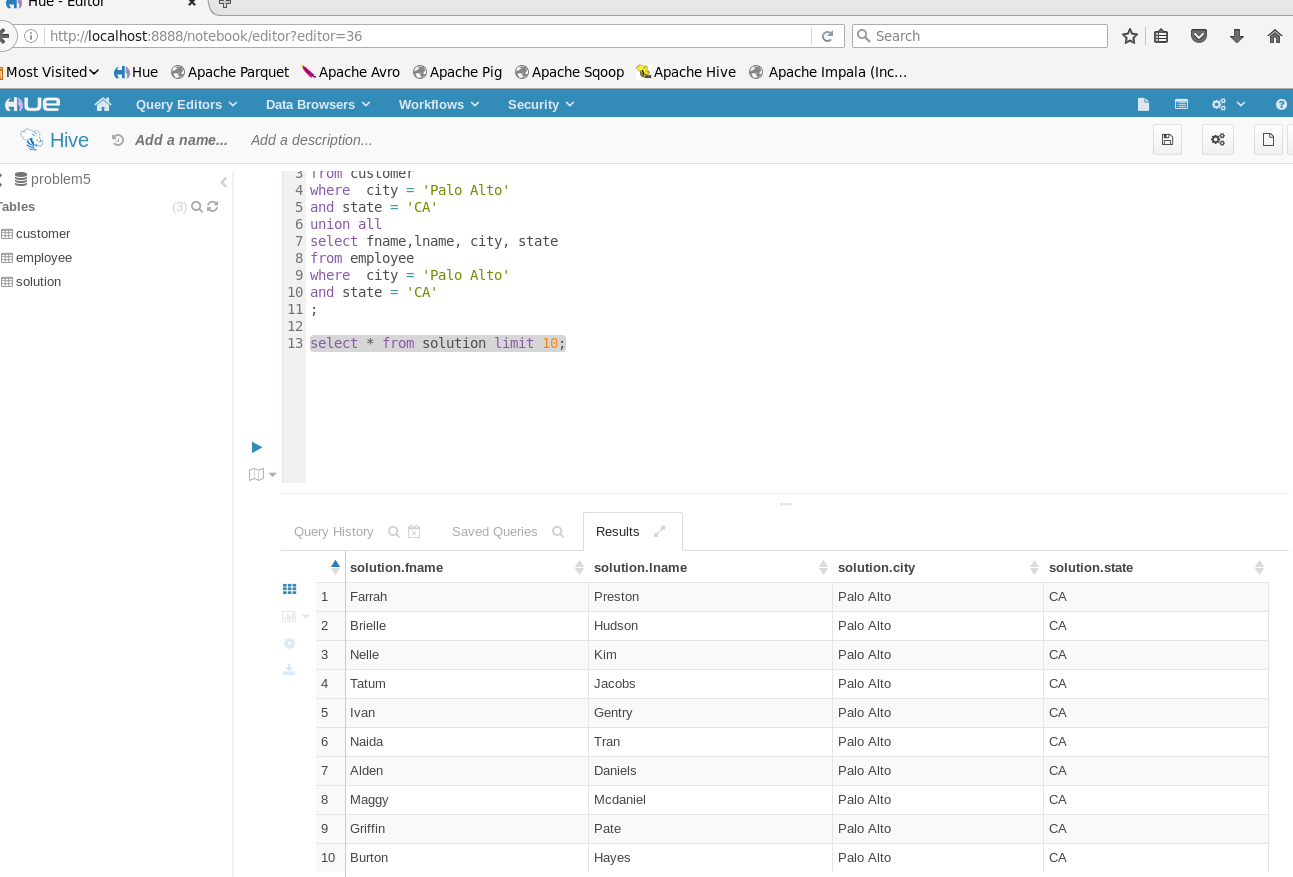 Hue - Editor
http://localhost:8888/notebook/editor?editor=36
Search
Most Visited Hue Apache Parquet Apache Avro Apache Pig Apache Sqoop Apache Hive Apache Impala (Inc...
HUE Query Editors Data Browsers Workflows Security
Hive Add a name... Add a description...
problem5
Tables (3)
customer
employee
solution
3 from customer
4 where  city = 'Palo Alto'
5 and state = 'CA'
6 union all
7 select fname,lname, city, state
8 from employee
9 where  city = 'Palo Alto'
10 and state = 'CA'
11 ;
12
13 select * from solution limit 10;
Query History Saved Queries Results
solution.fname solution.lname solution.city solution.state
1 Farrah Preston Palo Alto CA
2 Brielle Hudson Palo Alto CA
3 Nelle Kim Palo Alto CA
4 Tatum Jacobs Palo Alto CA
5 Ivan Gentry Palo Alto CA
6 Naida Tran Palo Alto CA
7 Alden Daniels Palo Alto CA
8 Maggy Mcdaniel Palo Alto CA
9 Griffin Pate Palo Alto CA
10 Burton Hayes Palo Alto CA